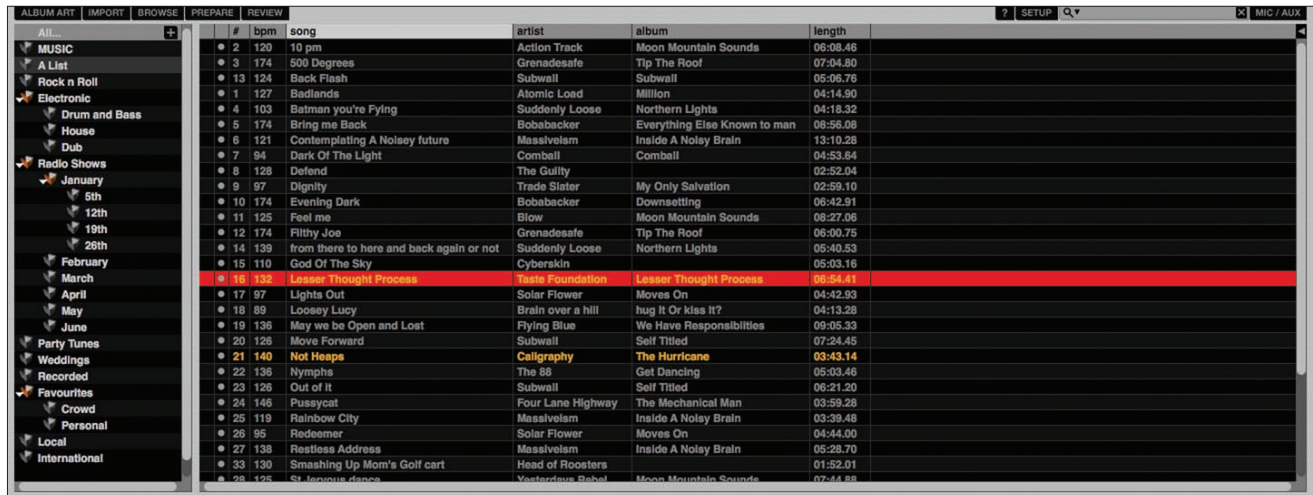 ALBUM ART IMPORT BROWSE PREPARE REVIEW ? SETUP Q MIC / AUX
All... +
MUSIC
A List
Rock n Roll
Electronic
Drum and Bass
House
Dub
Radio Shows
January
5th
12th
19th
26th
February
March
April
May
June
Party Tunes
Weddings
Recorded
Favourites
Crowd
Personal
Local
International
# bpm song artist album length
2 120 10 pm Action Track Moon Mountain Sounds 06:08.46
3 174 500 Degrees Grenadesafe Tip The Roof 07:04.80
13 124 Back Flash Subwall Subwall 05:06.76
1 127 Badlands Atomic Load Million 04:14.90
4 103 Batman you're Fying Suddenly Loose Northern Lights 04:18.32
5 174 Bring me Back Bobabacker Everything Else Known to man 08:56.08
6 121 Contemplating A Noisey future Massiveism Inside A Noisy Brain 13:10.28
7 94 Dark Of The Light Comball Comball 04:53.64
8 128 Defend The Guilty 02:52.04
9 97 Dignity Trade Slater My Only Salvation 02:59.10
10 174 Evening Dark Bobabacker Downsetting 06:42.91
11 125 Feel me Blow Moon Mountain Sounds 08:27.06
12 174 Filthy Joe Grenadesafe Tip The Roof 06:00.75
14 139 from there to here and back again or not Suddenly Loose Northern Lights 05:40.53
15 110 God Of The Sky Cyberskin 05:03.16
16 132 Lesser Thought Process Taste Foundation Lesser Thought Process 06:54.41
17 97 Lights Out Solar Flower Moves On 04:42.93
18 89 Loosey Lucy Brain over a hill hug It Or kiss It? 04:13.28
19 136 May we be Open and Lost Flying Blue We Have Responsiblities 09:05.33
20 126 Move Forward Subwall Self Titled 07:24.45
21 140 Not Heaps Caligraphy The Hurricane 03:43.14
22 136 Nymphs The 88 Get Dancing 05:03.46
23 126 Out of it Subwall Self Titled 06:21.20
24 146 Pussycat Four Lane Highway The Mechanical Man 03:59.28
25 119 Rainbow City Massiveism Inside A Noisy Brain 03:39.48
26 95 Redeemer Solar Flower Moves On 04:44.00
27 138 Restless Address Massiveism Inside A Noisy Brain 05:28.70
33 130 Smashing Up Mom's Golf cart Head of Roosters 01:52.01
28 125 St Jervous dance Yesterdays Rebel Moon Mountain Sounds 07:44.88